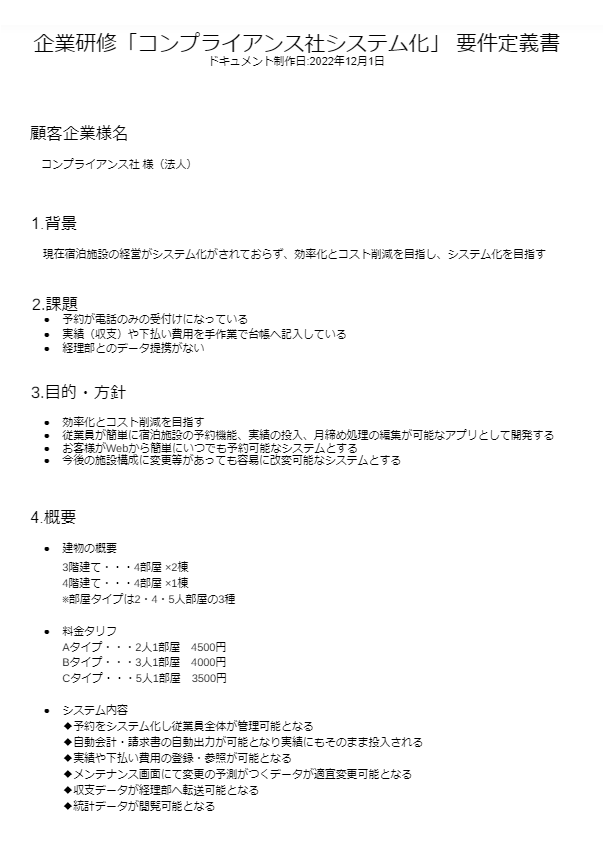 企業研修「コンプライアンス社システム化」 要件定義書
ドキュメント制作日:2022年12月1日
顧客企業様名
コンプライアンス社 様（法人）
1.背景
現在宿泊施設の経営がシステム化がされておらず、効率化とコスト削減を目指し、システム化を目指す
2.課題
● 予約が電話のみの受付けになっている
● 実績（収支）や下払い費用を手作業で台帳へ記入している
● 経理部とのデータ提携がない
3.目的・方針
● 効率化とコスト削減を目指す
● 従業員が簡単に宿泊施設の予約機能、実績の投入、月締め処理の編集が可能なアプリとして開発する
● お客様がWebから簡単にいつでも予約可能なシステムとする
● 今後の施設構成に変更等があっても容易に改変可能なシステムとする
4.概要
● 建物の概要
3階建て・・・4部屋 ×2棟
4階建て・・・4部屋 ×1棟
※部屋タイプは2・4・5人部屋の3種
● 料金タリフ
Aタイプ・・・2人1部屋 4500円
Bタイプ・・・3人1部屋 4000円
Cタイプ・・・5人1部屋 3500円
● システム内容
◆予約をシステム化し従業員全体が管理可能となる
◆自動会計・請求書の自動出力が可能となり実績にもそのまま投入される
◆実績や下払い費用の登録・参照が可能となる
◆メンテナンス画面にて変更の予測がつくデータが適宜変更可能となる
◆収支データが経理部へ転送可能となる
◆統計データが閲覧可能となる